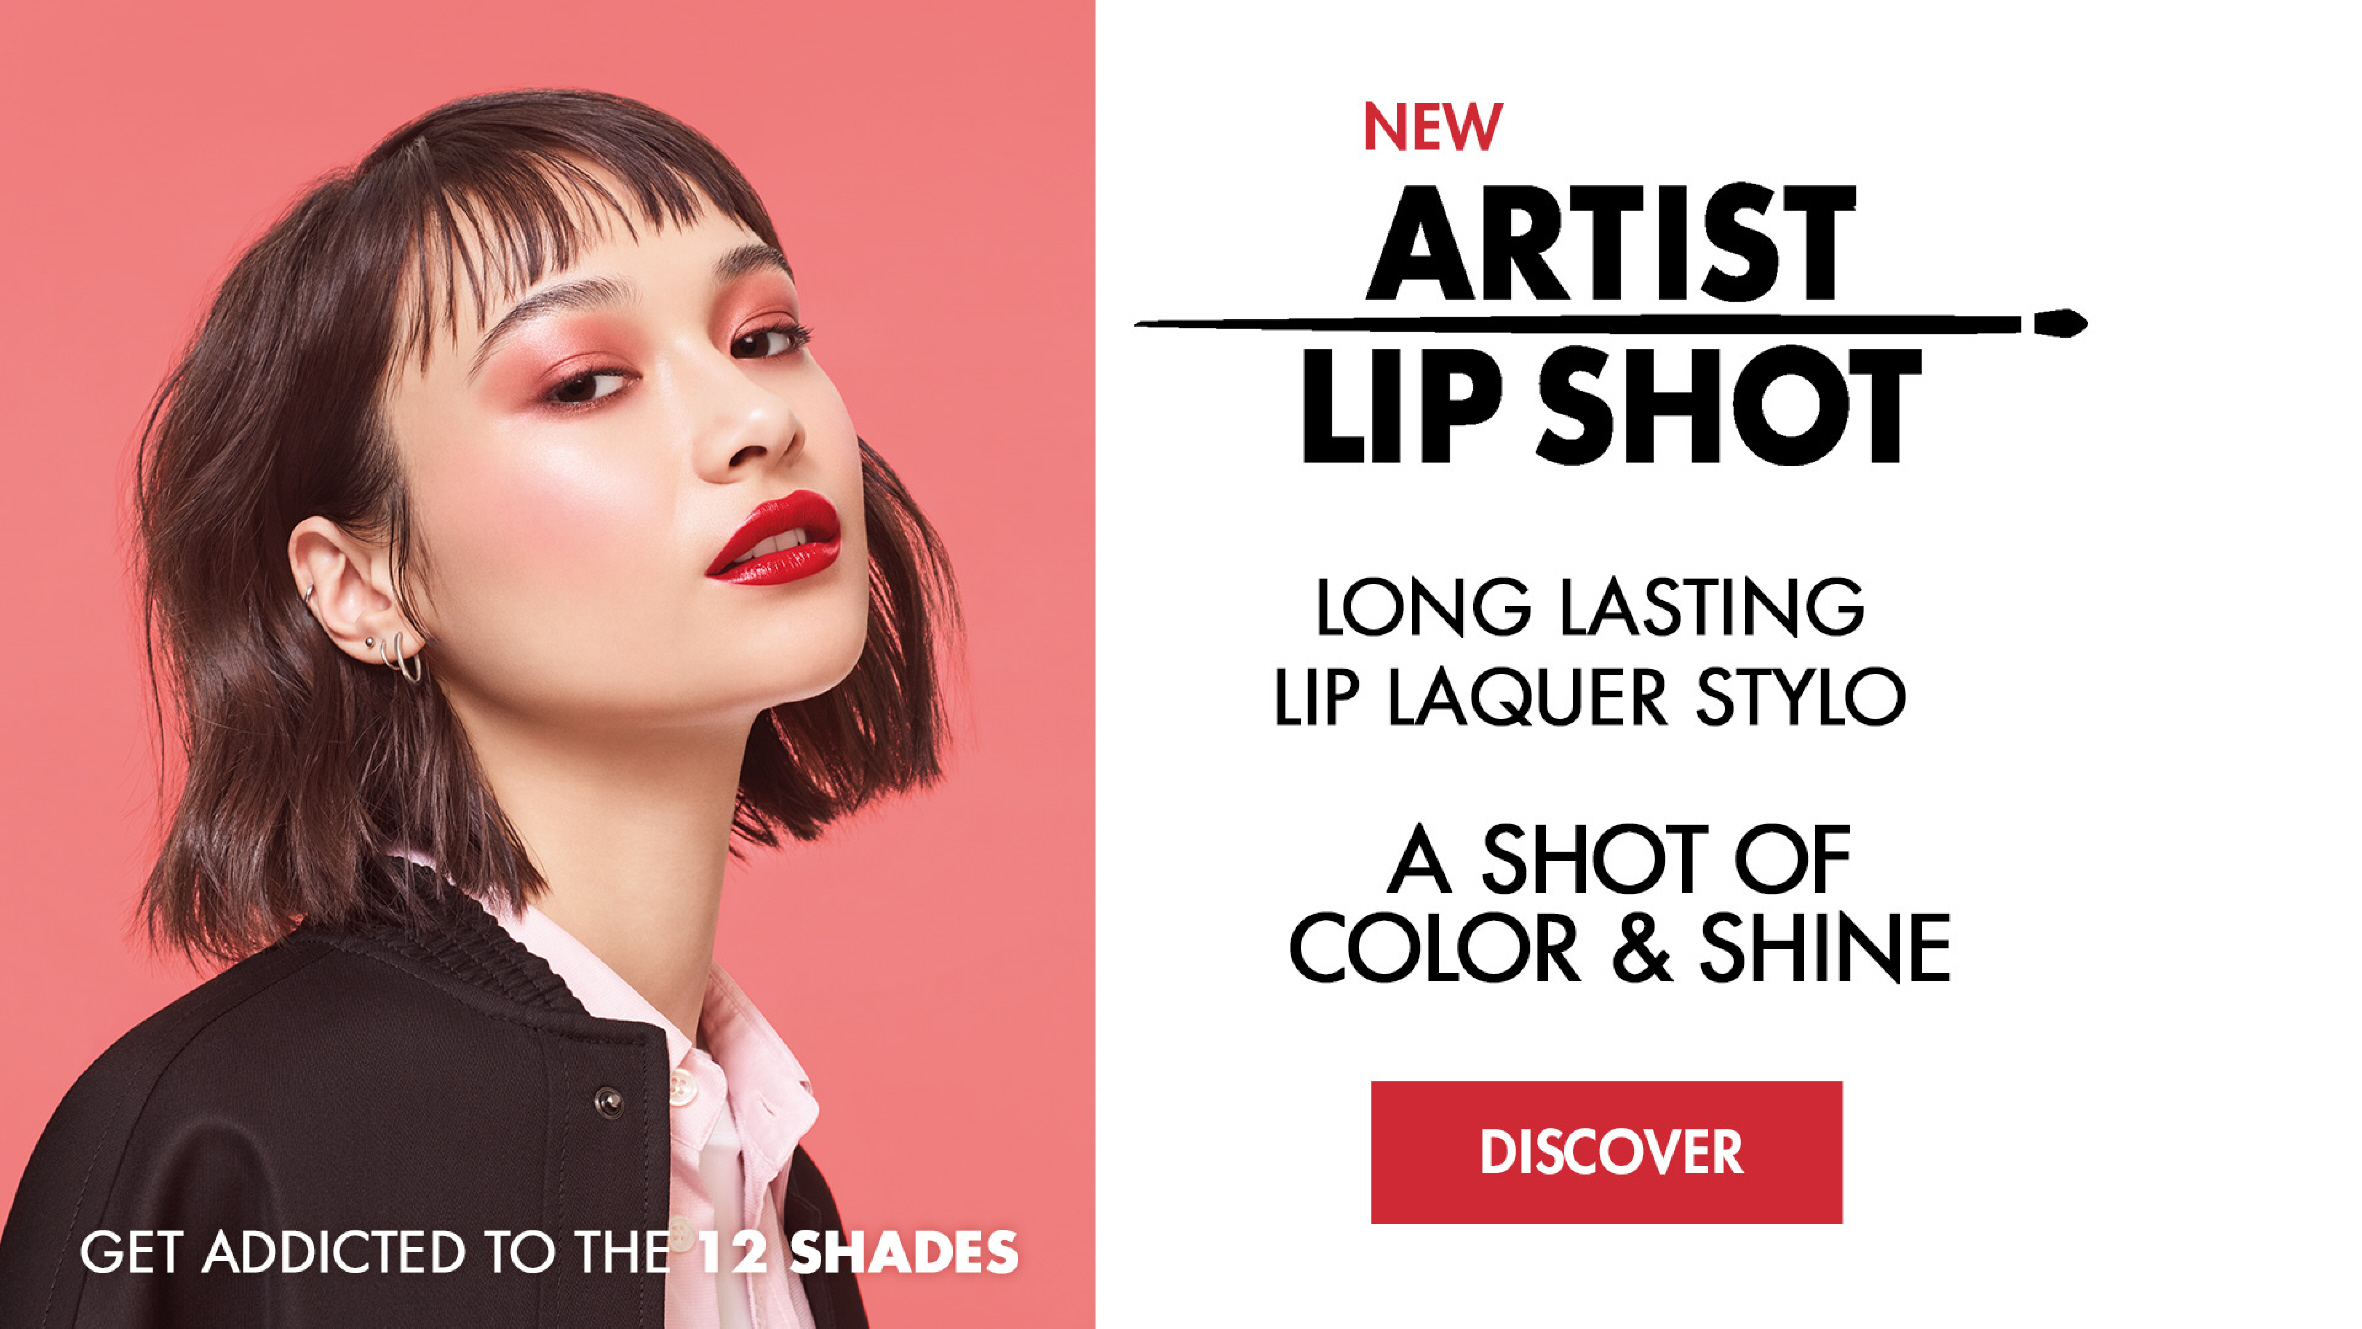 NEW
ARTIST
LIP SHOT
LONG LASTING
LIP LAQUER STYLO
A SHOT OF
COLOR & SHINE
DISCOVER
GET ADDICTED TO THE 12 SHADES